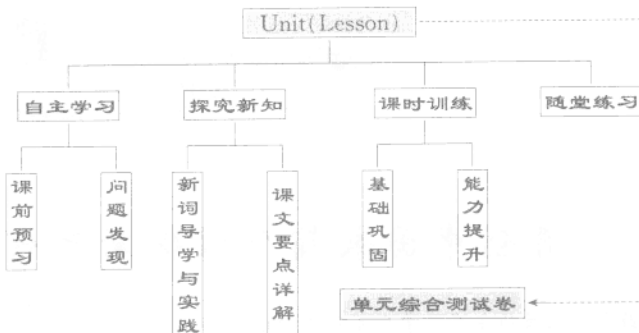 Unit(Lesson)
自主学习
探究新知
课时训练
随堂练习
课前预习
问题发现
新词导学与实践
课文要点详解
基础巩固
能力提升
单元综合测试卷